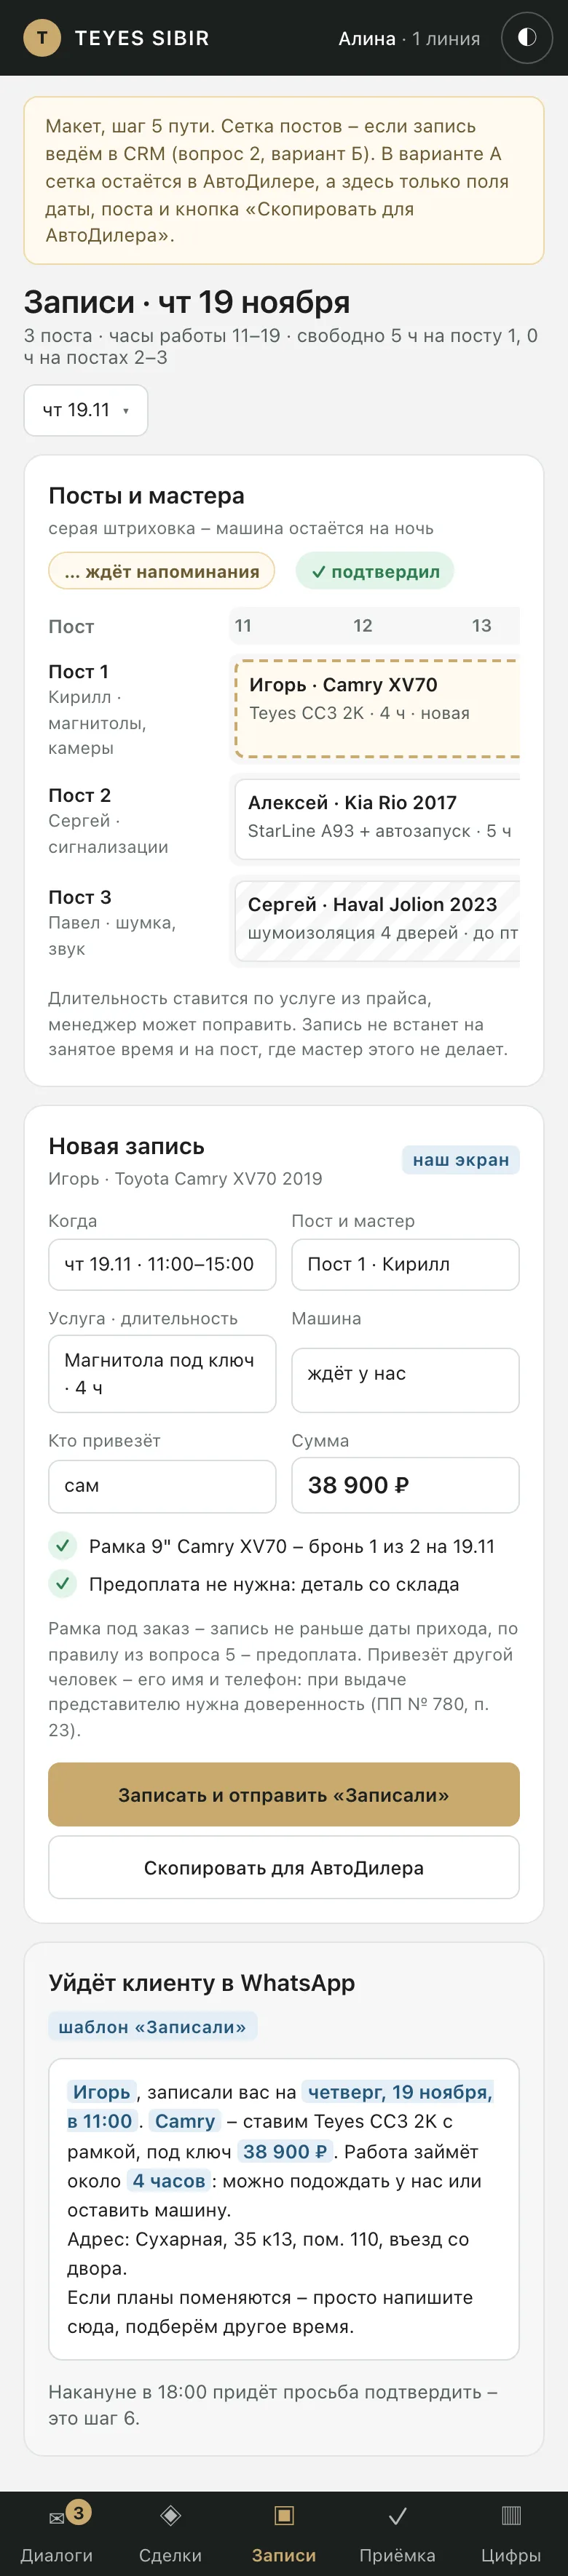 T TEYES SIBIR Алина · 1 линия
Макет, шаг 5 пути. Сетка постов – если запись
ведём в CRM (вопрос 2, вариант Б). В варианте А
сетка остаётся в АвтоДилере, а здесь только поля
даты, поста и кнопка «Скопировать для
АвтоДилера».
Записи · чт 19 ноября
3 поста · часы работы 11–19 · свободно 5 ч на посту 1, 0
ч на постах 2–3
чт 19.11 ▾
Посты и мастера
серая штриховка – машина остаётся на ночь
... ждёт напоминания ✓ подтвердил
Пост 11 12 13
Пост 1
Кирилл ·
магнитолы,
камеры
Игорь · Camry XV70
Teyes CC3 2K · 4 ч · новая
Пост 2
Сергей ·
сигнализации
Алексей · Kia Rio 2017
StarLine A93 + автозапуск · 5 ч
Пост 3
Павел · шумка,
звук
Сергей · Haval Jolion 2023
шумоизоляция 4 дверей · до пт
Длительность ставится по услуге из прайса,
менеджер может поправить. Запись не встанет на
занятое время и на пост, где мастер этого не делает.
Новая запись
наш экран
Игорь · Toyota Camry XV70 2019
Когда Пост и мастер
чт 19.11 · 11:00–15:00 Пост 1 · Кирилл
Услуга · длительность Машина
Магнитола под ключ
· 4 ч
ждёт у нас
Кто привезёт Сумма
сам 38 900 ₽
✓ Рамка 9" Camry XV70 – бронь 1 из 2 на 19.11
✓ Предоплата не нужна: деталь со склада
Рамка под заказ – запись не раньше даты прихода, по
правилу из вопроса 5 – предоплата. Привезёт другой
человек – его имя и телефон: при выдаче
представителю нужна доверенность (ПП № 780, п.
23).
Записать и отправить «Записали»
Скопировать для АвтоДилера
Уйдёт клиенту в WhatsApp
шаблон «Записали»
Игорь, записали вас на четверг, 19 ноября,
в 11:00. Camry – ставим Teyes CC3 2K с
рамкой, под ключ 38 900 ₽. Работа займёт
около 4 часов: можно подождать у нас или
оставить машину.
Адрес: Сухарная, 35 к13, пом. 110, въезд со
двора.
Если планы поменяются – просто напишите
сюда, подберём другое время.
Накануне в 18:00 придёт просьба подтвердить –
это шаг 6.
3
Диалоги Сделки Записи Приёмка Цифры